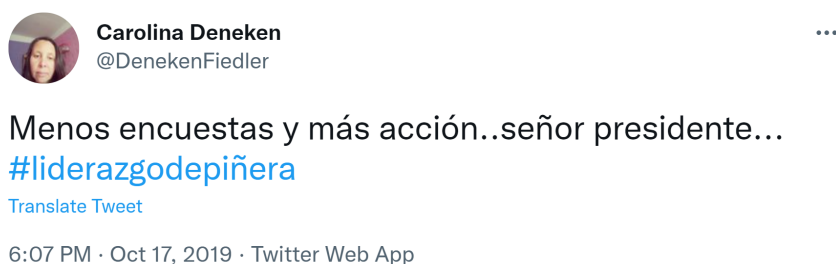 Carolina Deneken
@DenekenFiedler
Menos encuestas y más acción..señor presidente...
#liderazgodepiñera
Translate Tweet
6:07 PM · Oct 17, 2019 · Twitter Web App